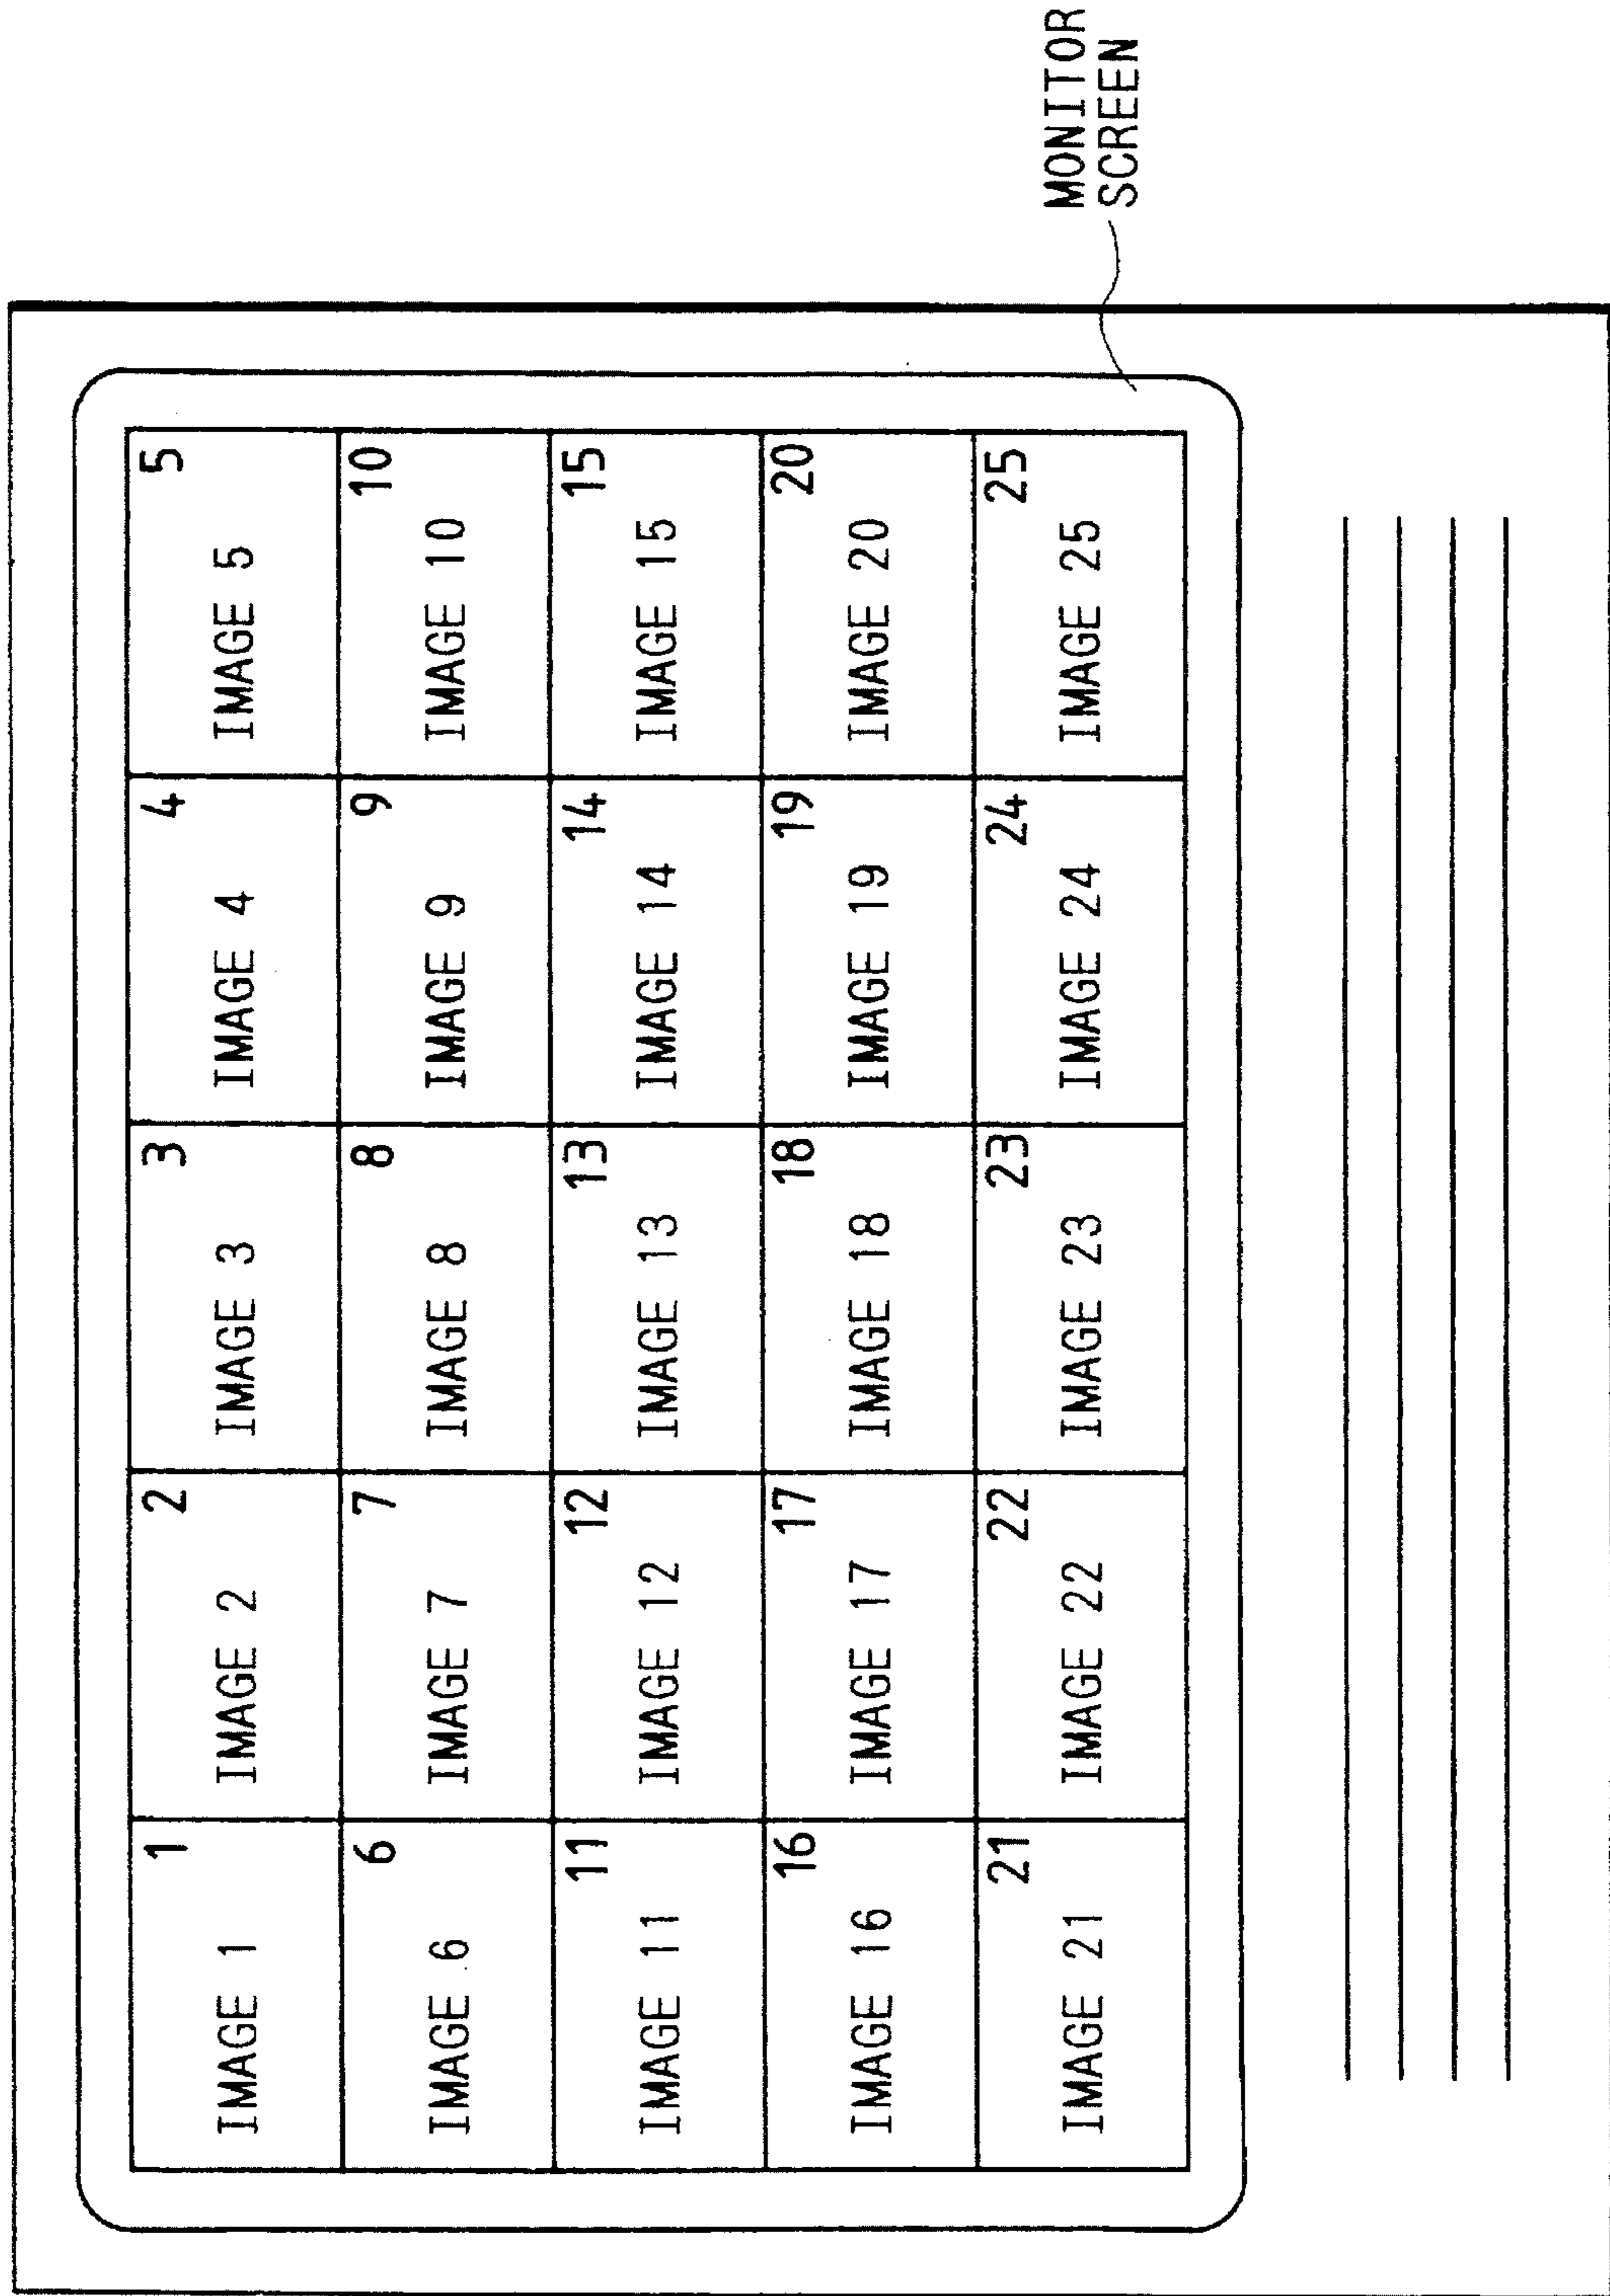 1
IMAGE 1
2
IMAGE 2
3
IMAGE 3
4
IMAGE 4
5
IMAGE 5
6
IMAGE 6
7
IMAGE 7
8
IMAGE 8
9
IMAGE 9
10
IMAGE 10
11
IMAGE 11
12
IMAGE 12
13
IMAGE 13
14
IMAGE 14
15
IMAGE 15
16
IMAGE 16
17
IMAGE 17
18
IMAGE 18
19
IMAGE 19
20
IMAGE 20
21
IMAGE 21
22
IMAGE 22
23
IMAGE 23
24
IMAGE 24
25
IMAGE 25
MONITOR
SCREEN